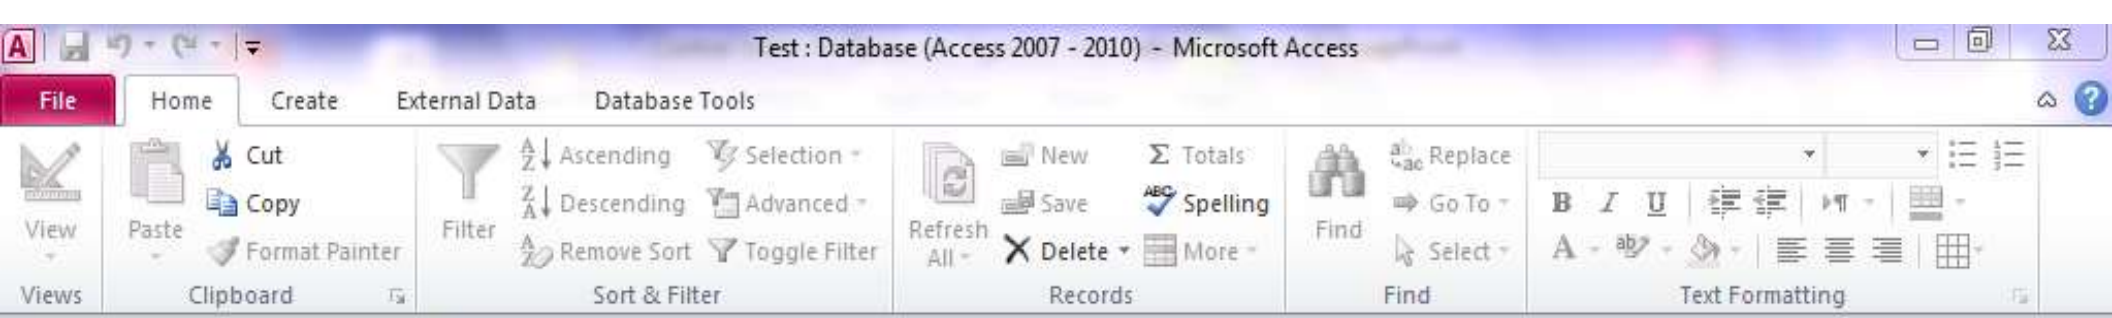 Test : Database (Access 2007 - 2010) - Microsoft Access
File Home Create External Data Database Tools
Cut Ascending Selection New Totals Replace
Copy Descending Advanced Save Spelling Go To
View Paste Filter Refresh Find
Format Painter Remove Sort Toggle Filter All Delete More Select
Views Clipboard Sort & Filter Records Find Text Formatting